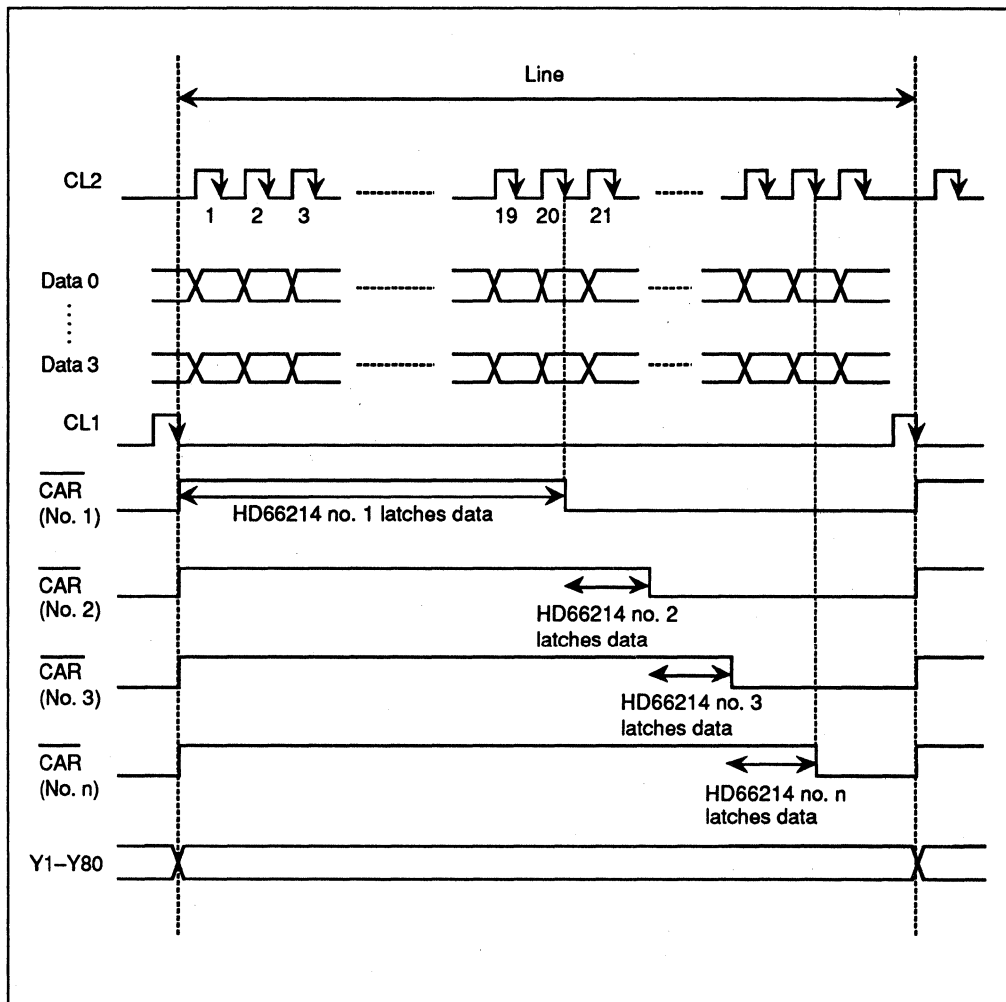 Line
CL2
1 2 3 19 20 21
Data 0
Data 3
CL1
CAR
(No. 1)
HD66214 no. 1 latches data
CAR
(No. 2)
HD66214 no. 2
latches data
CAR
(No. 3)
HD66214 no. 3
latches data
CAR
(No. n)
HD66214 no. n
latches data
Y1–Y80